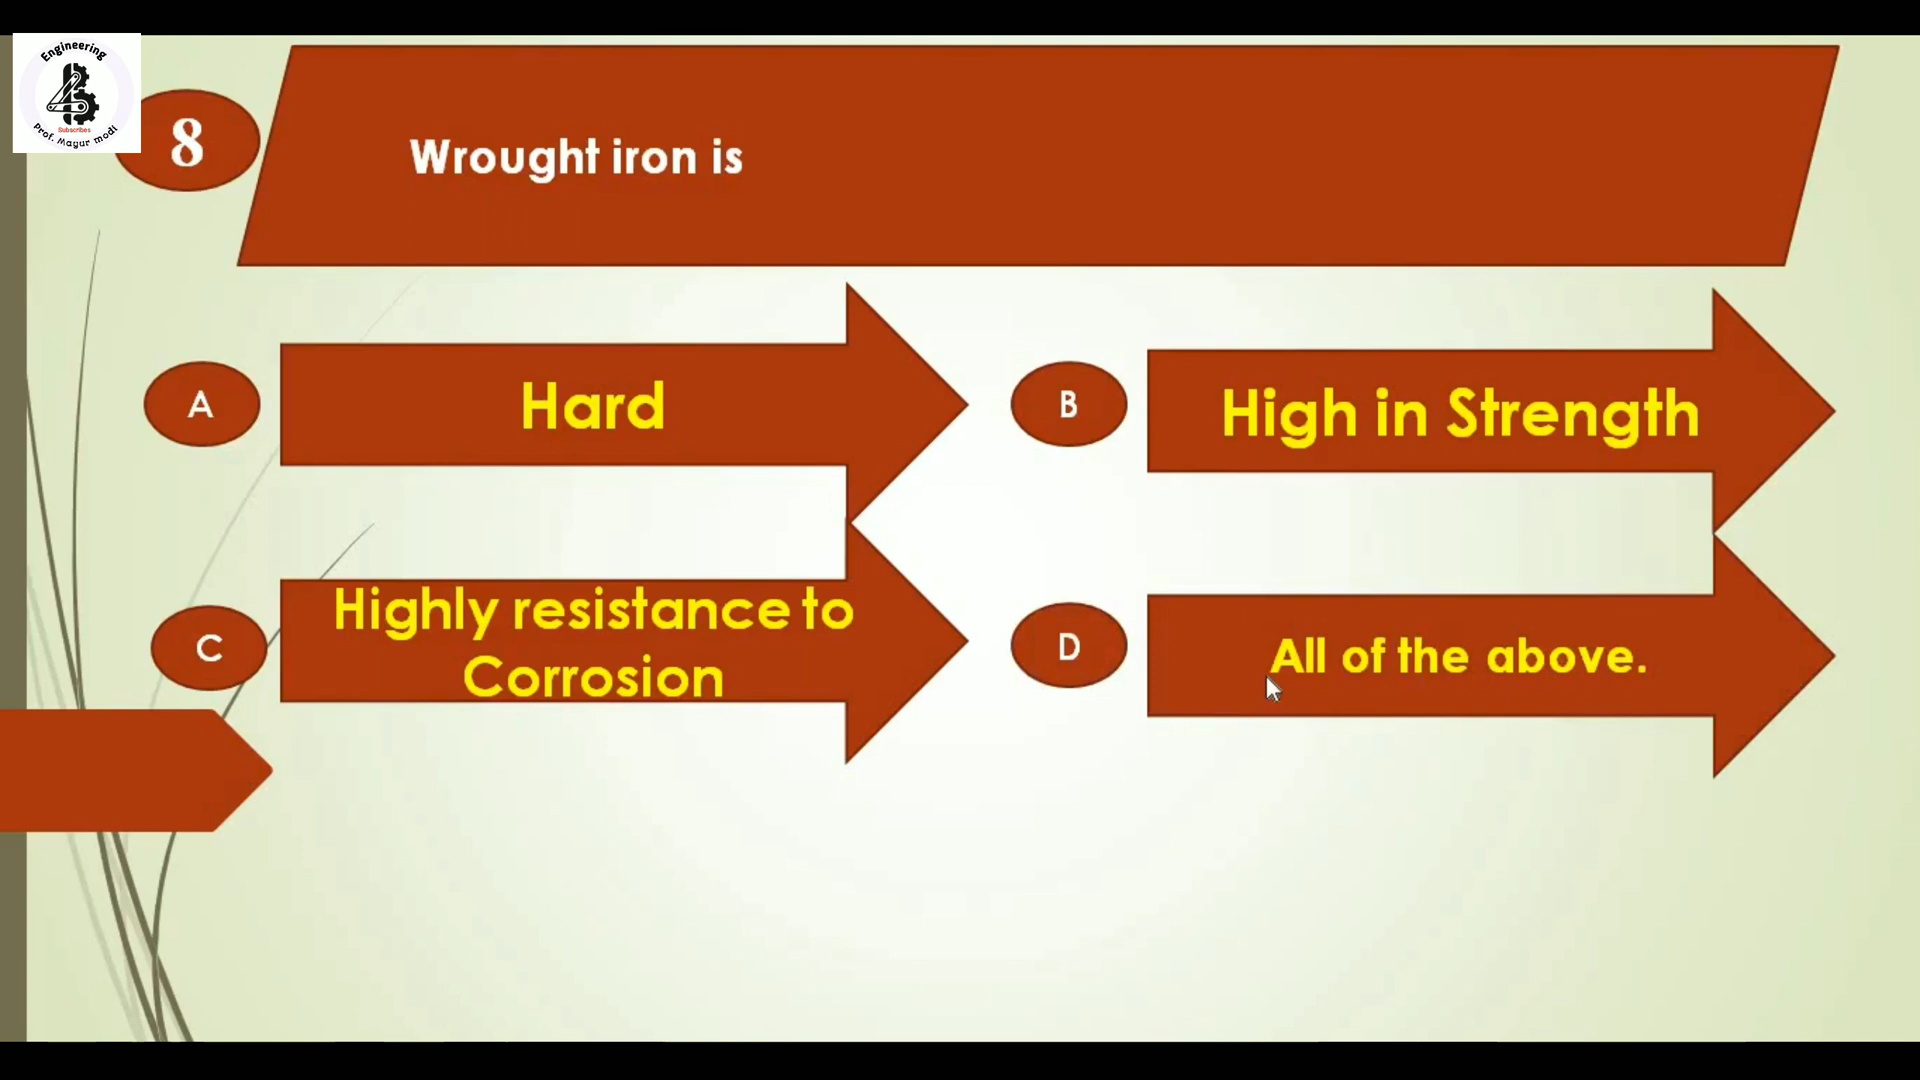 Engineering
Subscribes
Prof. Mayur modi
8
Wrought iron is
A
Hard
B
High in Strength
C
Highly resistance to
Corrosion
D
All of the above.